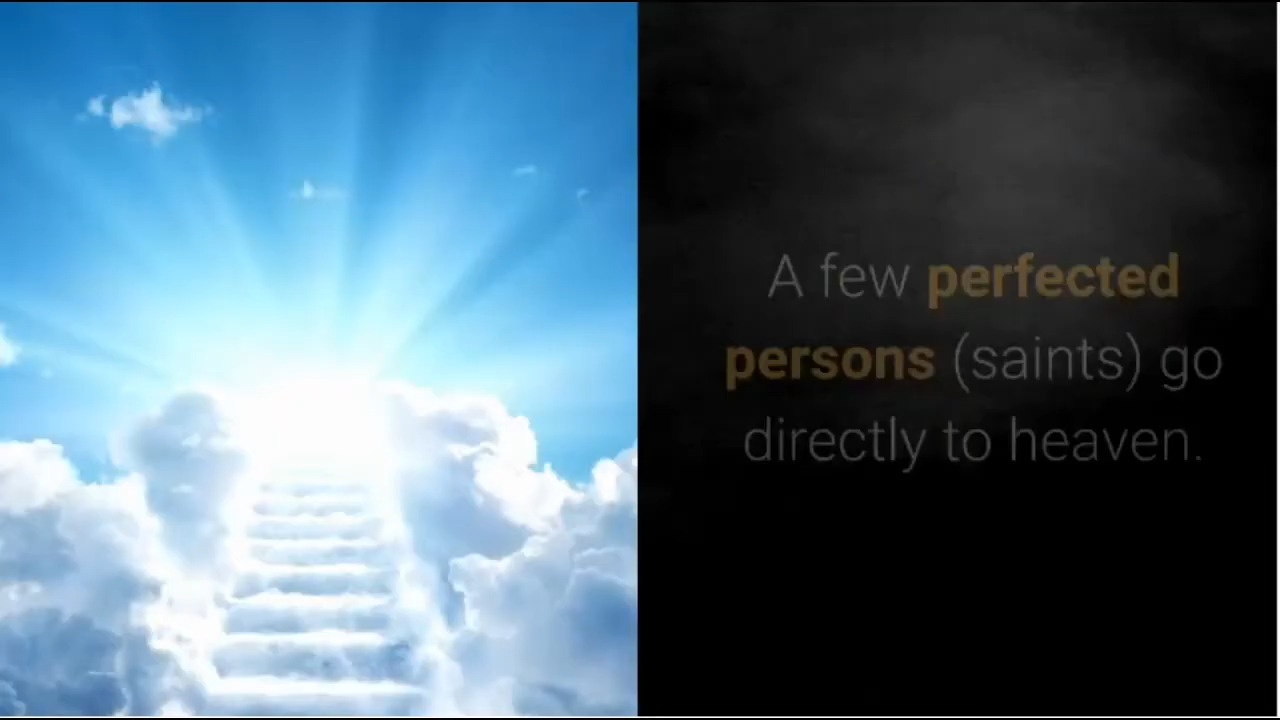 A few perfected
persons (saints) go
directly to heaven.